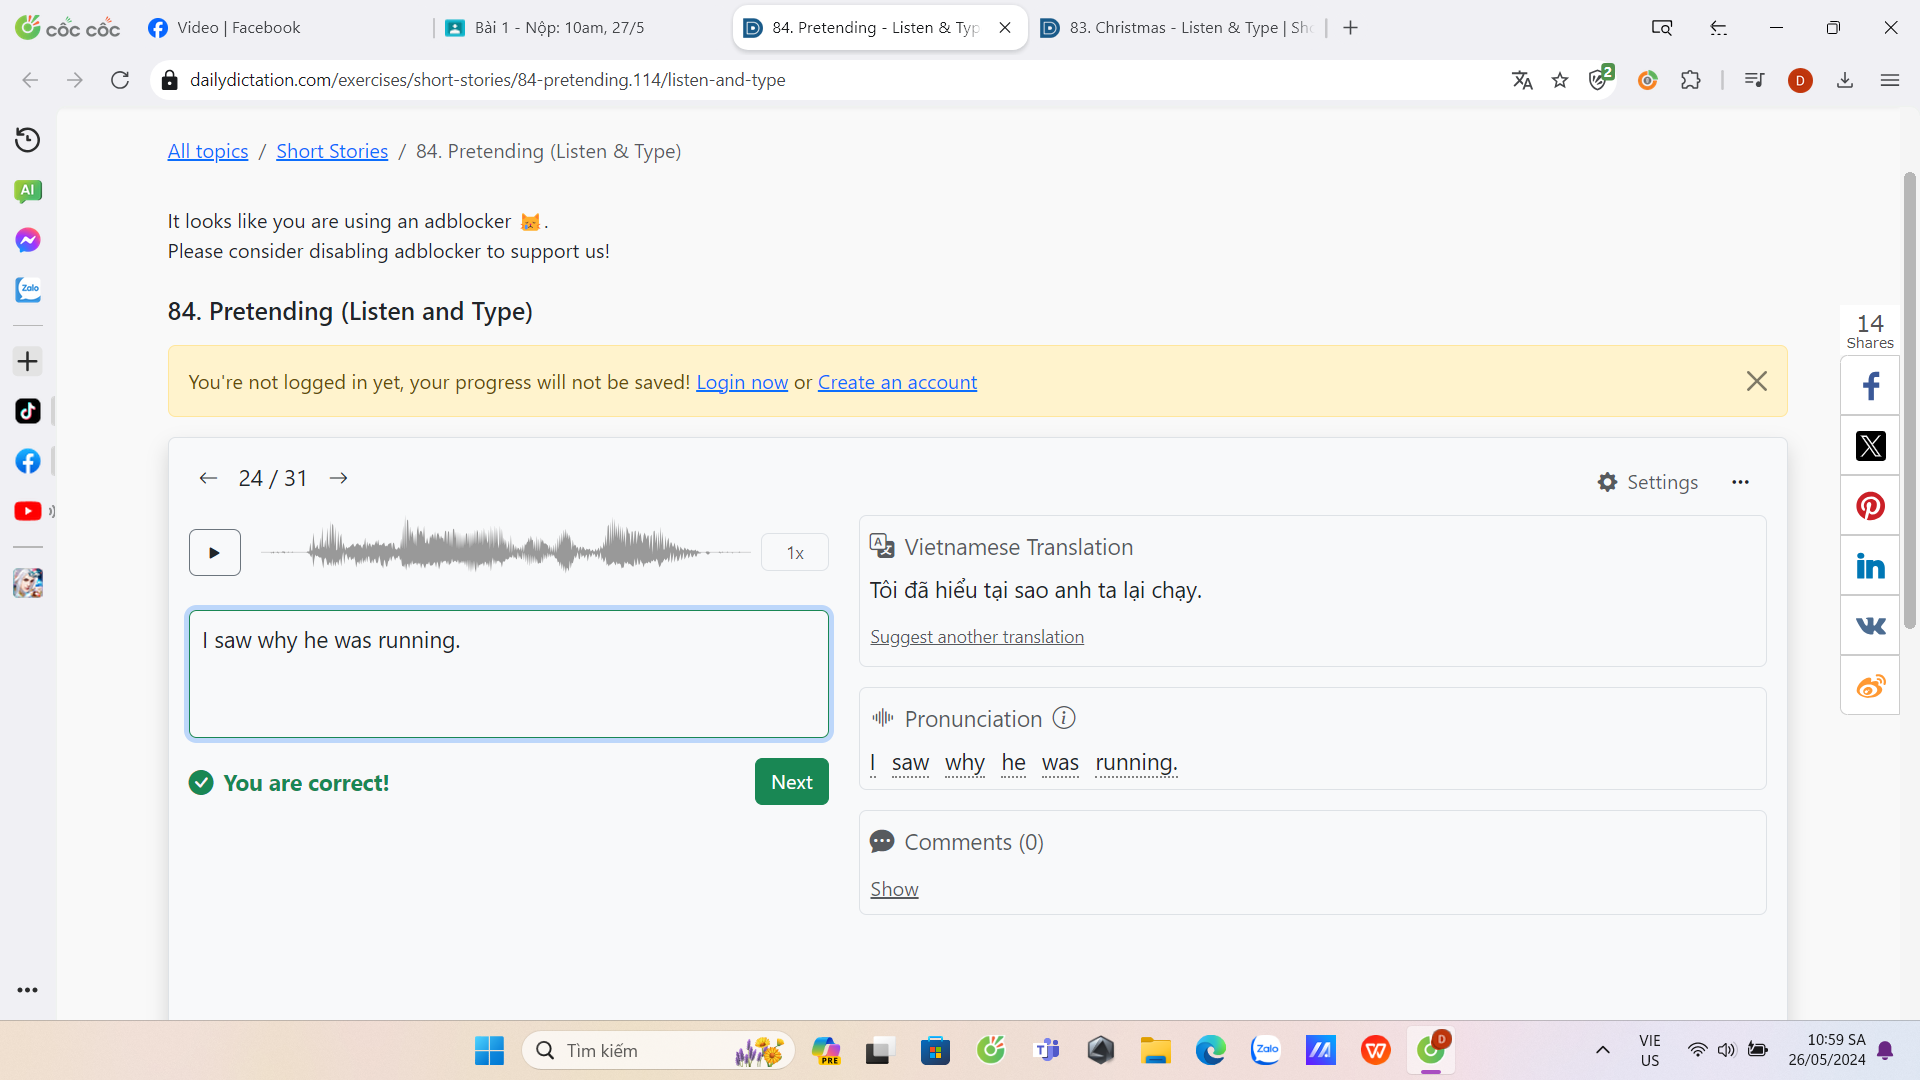 cốc cốc
Video | Facebook
Bài 1 - Nộp: 10am, 27/5
84. Pretending - Listen & Typ
83. Christmas - Listen & Type | Sho
dailydictation.com/exercises/short-stories/84-pretending.114/listen-and-type
2
D
AI
Zalo
All topics / Short Stories / 84. Pretending (Listen & Type)
It looks like you are using an adblocker 😿.
Please consider disabling adblocker to support us!
84. Pretending (Listen and Type)
You're not logged in yet, your progress will not be saved! Login now or Create an account
14
Shares
24 / 31
Settings
1x
Vietnamese Translation
Tôi đã hiểu tại sao anh ta lại chạy.
Suggest another translation
I saw why he was running.
Pronunciation
I saw why he was running.
You are correct!
Next
Comments (0)
Show
Tìm kiếm
PRE
Zalo
D
VIE
US
10:59 SA
26/05/2024